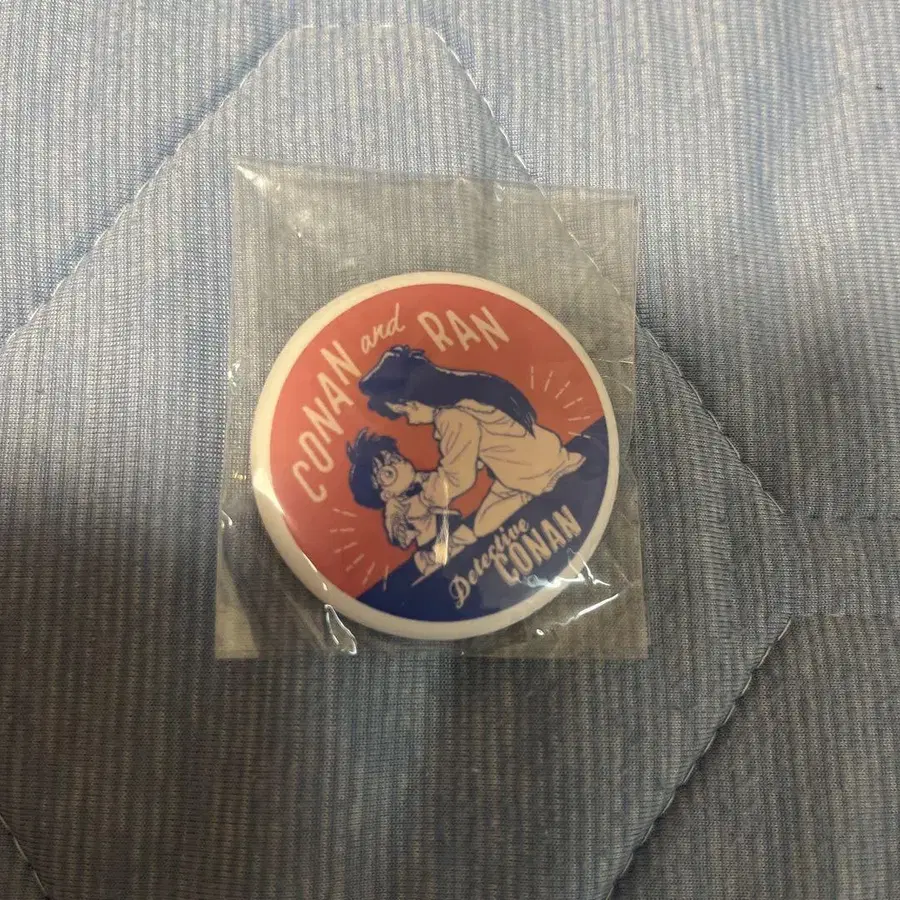 CONAN and RAN
Detective
CONAN